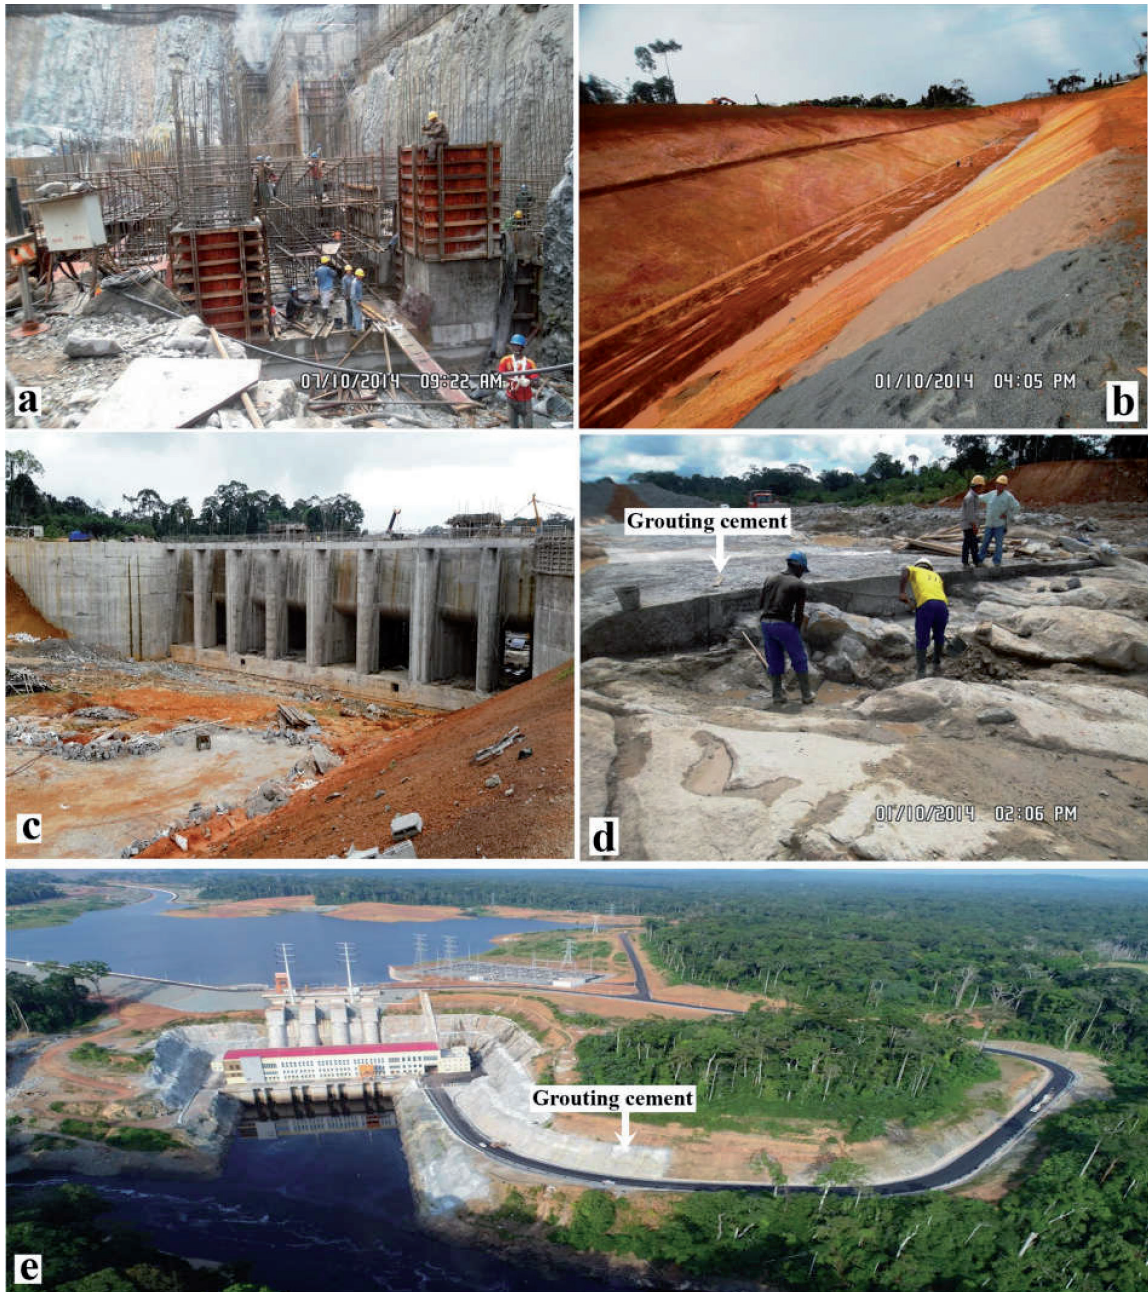 07/10/2014 09:22 AM
a
01/10/2014 04:05 PM
b
c
Grouting cement
01/10/2014 02:06 PM
d
Grouting cement
e